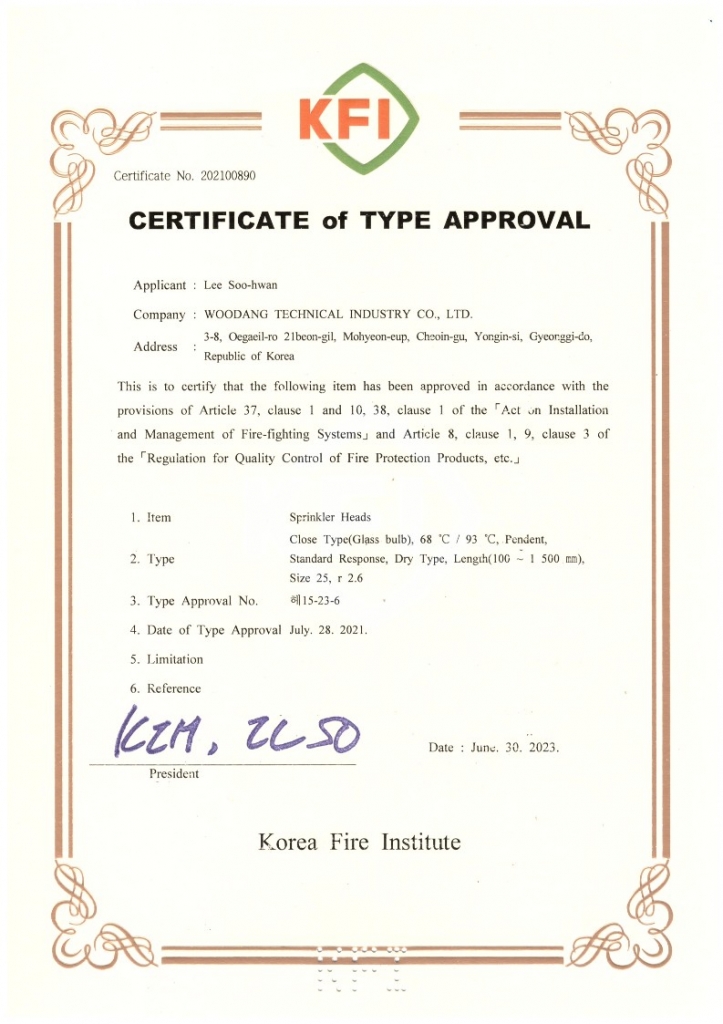 KFI
Certificate No. 202100890
CERTIFICATE of TYPE APPROVAL
Applicant : Lee Soo-hwan
Company : WOODANG TECHNICAL INDUSTRY CO., LTD.
Address : 3-8, Oegaeil-ro 21beon-gil, Mohyeon-eup, Cheoin-gu, Yongin-si, Gyeonggi-do,
Republic of Korea
This is to certify that the following item has been approved in accordance with the
provisions of Article 37, clause 1 and 10, 38, clause 1 of the「Act on Installation
and Management of Fire-fighting Systems」and Article 8, clause 1, 9, clause 3 of
the「Regulation for Quality Control of Fire Protection Products, etc.」
1. Item Sprinkler Heads
2. Type Close Type(Glass bulb), 68 ℃ / 93 ℃, Pendent,
Standard Response, Dry Type, Length(100 ~ 1 500 ㎜),
Size 25, r 2.6
3. Type Approval No. 헤15-23-6
4. Date of Type Approval July. 28. 2021.
5. Limitation
6. Reference
Date : June. 30. 2023.
President
Korea Fire Institute
KFI